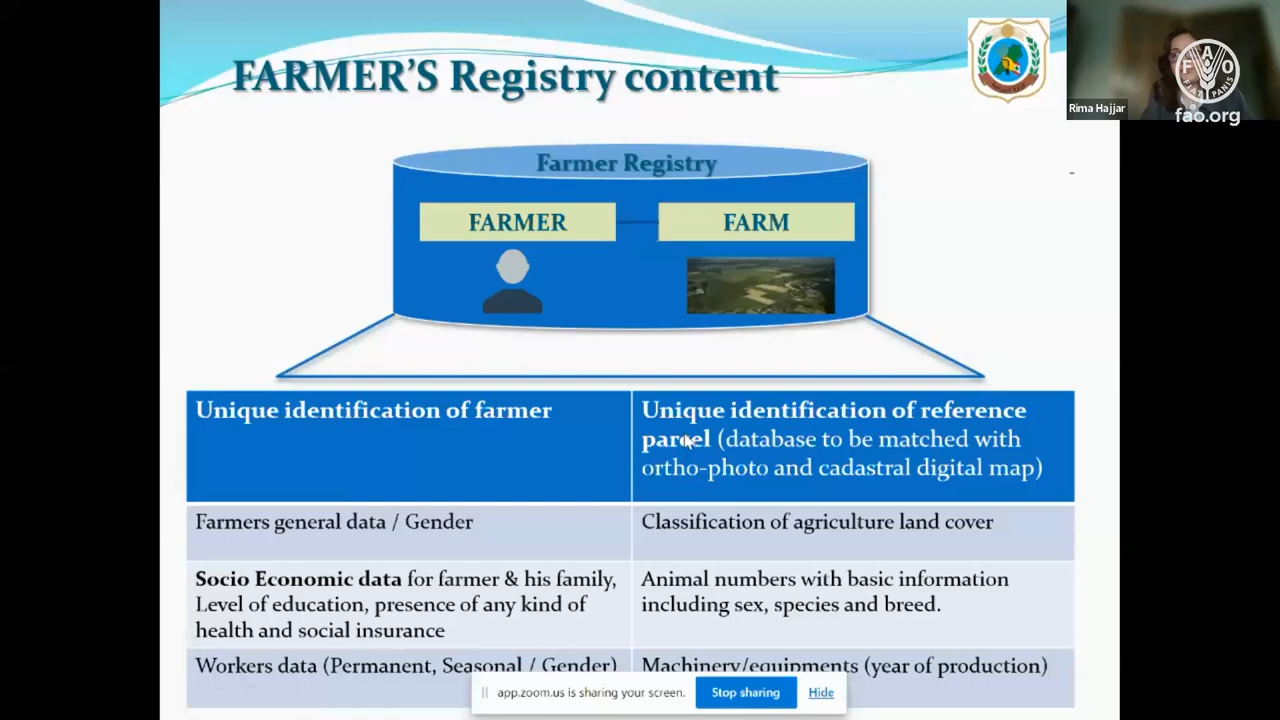 FARMER'S Registry content
Rima Hajjar
F A O
FIAT PANIS
fao.org
Farmer Registry
FARMER
FARM
Unique identification of farmer
Unique identification of reference
parcel (database to be matched with
ortho-photo and cadastral digital map)
Farmers general data / Gender
Classification of agriculture land cover
Socio Economic data for farmer & his family,
Level of education, presence of any kind of
health and social insurance
Animal numbers with basic information
including sex, species and breed.
Workers data (Permanent, Seasonal / Gender)
Machinery/equipments (year of production)
app.zoom.us is sharing your screen.
Stop sharing
Hide